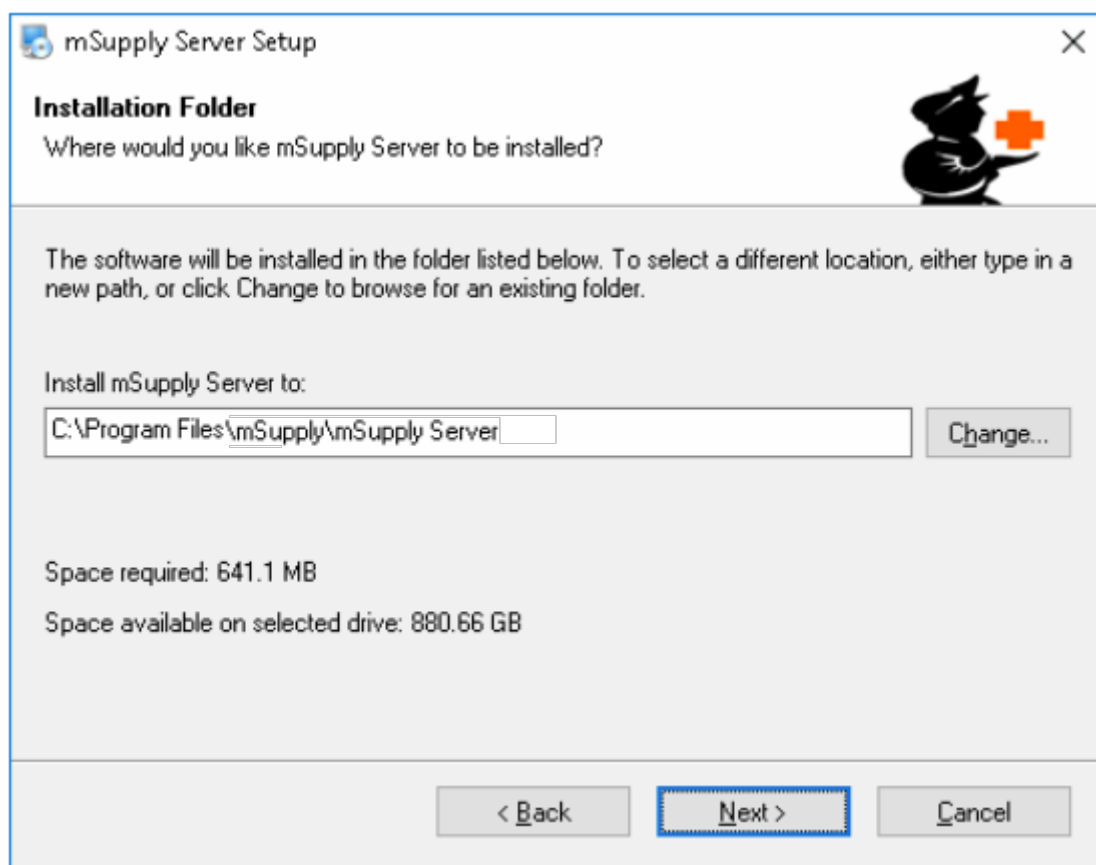 mSupply Server Setup
Installation Folder
Where would you like mSupply Server to be installed?
The software will be installed in the folder listed below. To select a different location, either type in a
new path, or click Change to browse for an existing folder.
Install mSupply Server to:
C:\Program Files\mSupply\mSupply Server
Change...
Space required: 641.1 MB
Space available on selected drive: 880.66 GB
< Back
Next >
Cancel